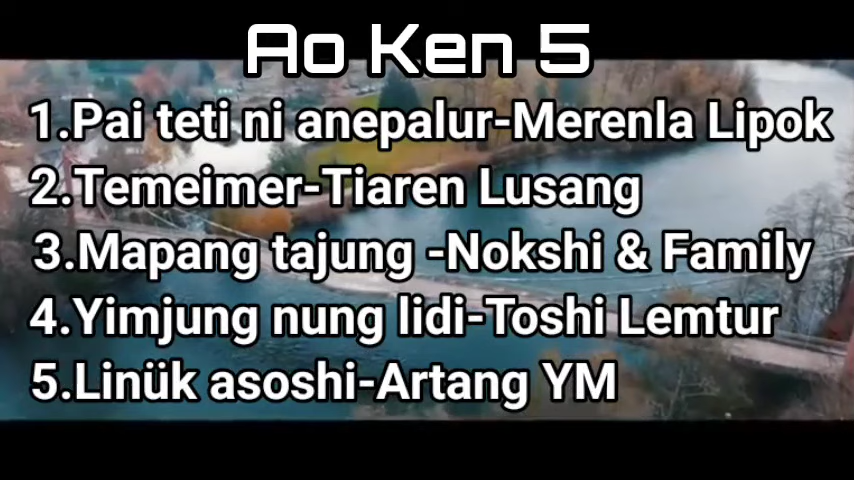 Ao Ken 5
1.Pai teti ni anepalur-Merenla Lipok
2.Temeimer-Tiaren Lusang
3.Mapang tajung -Nokshi & Family
4.Yimjung nung lidi-Toshi Lemtur
5.Linük asoshi-Artang YM